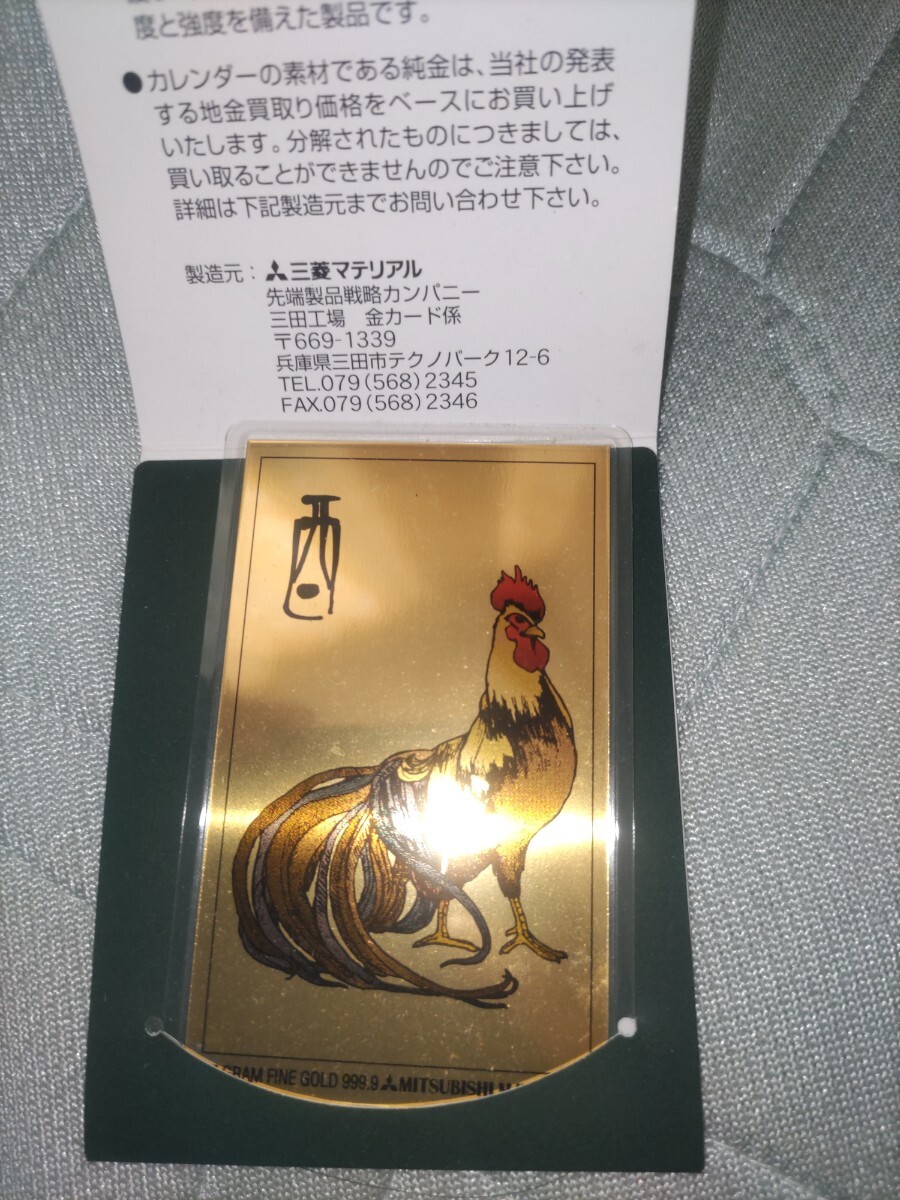 度と強度を備えた製品です。
●カレンダーの素材である純金は、当社の発表
する地金買取り価格をベースにお買い上げ
いたします。分解されたものにつきましては、
買い取ることができませんのでご注意下さい。
詳細は下記製造元までお問い合わせ下さい。
製造元：三菱マテリアル
先端製品戦略カンパニー
三田工場 金カード係
〒669-1339
兵庫県三田市テクノパーク12-6
TEL.079(568)2345
FAX.079(568)2346
酉
GRAM FINE GOLD 999.9 MITSUBISHI